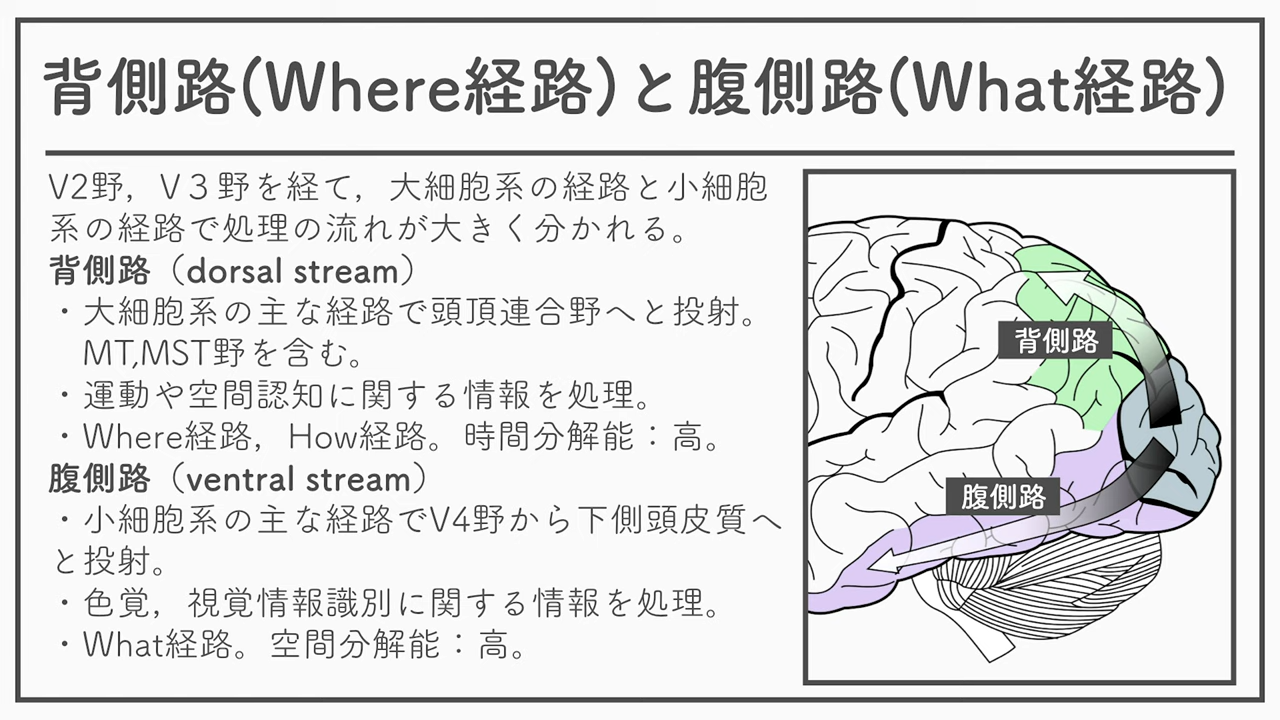 背側路(Where経路)と腹側路(What経路)
V2野，V３野を経て，大細胞系の経路と小細胞
系の経路で処理の流れが大きく分かれる。
背側路（dorsal stream）
・大細胞系の主な経路で頭頂連合野へと投射。
MT,MST野を含む。
・運動や空間認知に関する情報を処理。
・Where経路，How経路。時間分解能：高。
腹側路（ventral stream）
・小細胞系の主な経路でV4野から下側頭皮質へ
と投射。
・色覚，視覚情報識別に関する情報を処理。
・What経路。空間分解能：高。
背側路
腹側路